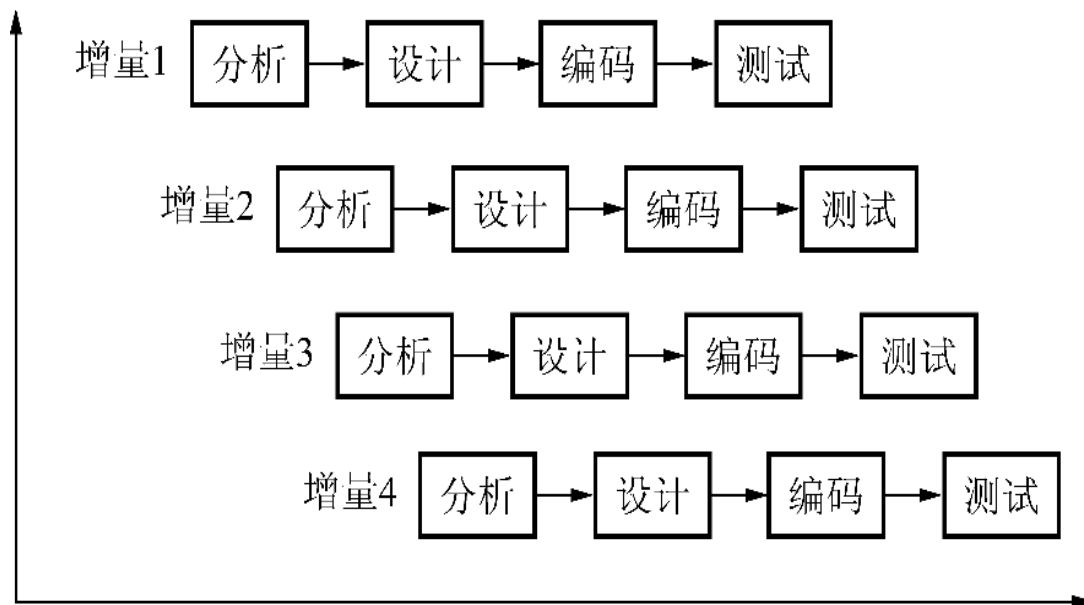 增量1 分析 设计 编码 测试
增量2 分析 设计 编码 测试
增量3 分析 设计 编码 测试
增量4 分析 设计 编码 测试